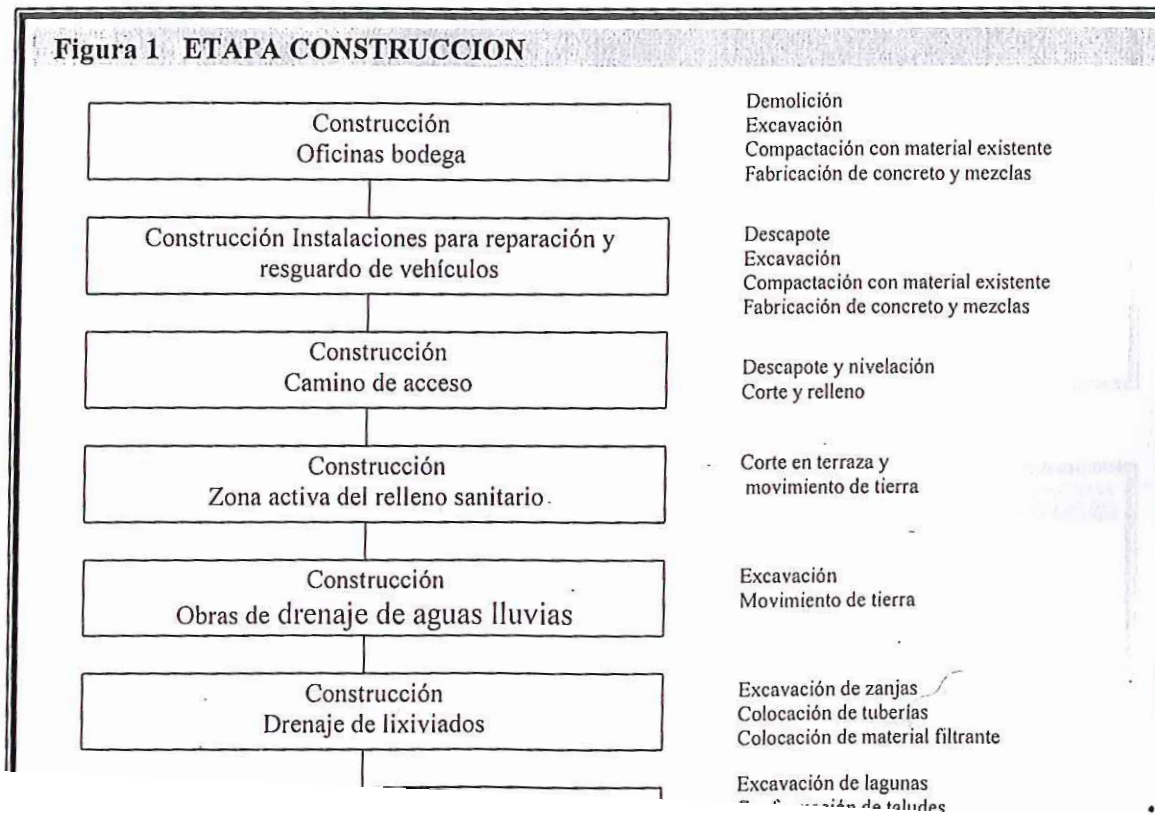 Figura 1 ETAPA CONSTRUCCION
Construcción
Oficinas bodega
Demolición
Excavación
Compactación con material existente
Fabricación de concreto y mezclas
Construcción Instalaciones para reparación y
resguardo de vehículos
Descapote
Excavación
Compactación con material existente
Fabricación de concreto y mezclas
Construcción
Camino de acceso
Descapote y nivelación
Corte y relleno
Construcción
Zona activa del relleno sanitario
Corte en terraza y
movimiento de tierra
Construcción
Obras de drenaje de aguas lluvias
Excavación
Movimiento de tierra
Construcción
Drenaje de lixiviados
Excavación de zanjas
Colocación de tuberías
Colocación de material filtrante
Excavación de lagunas
de taludes